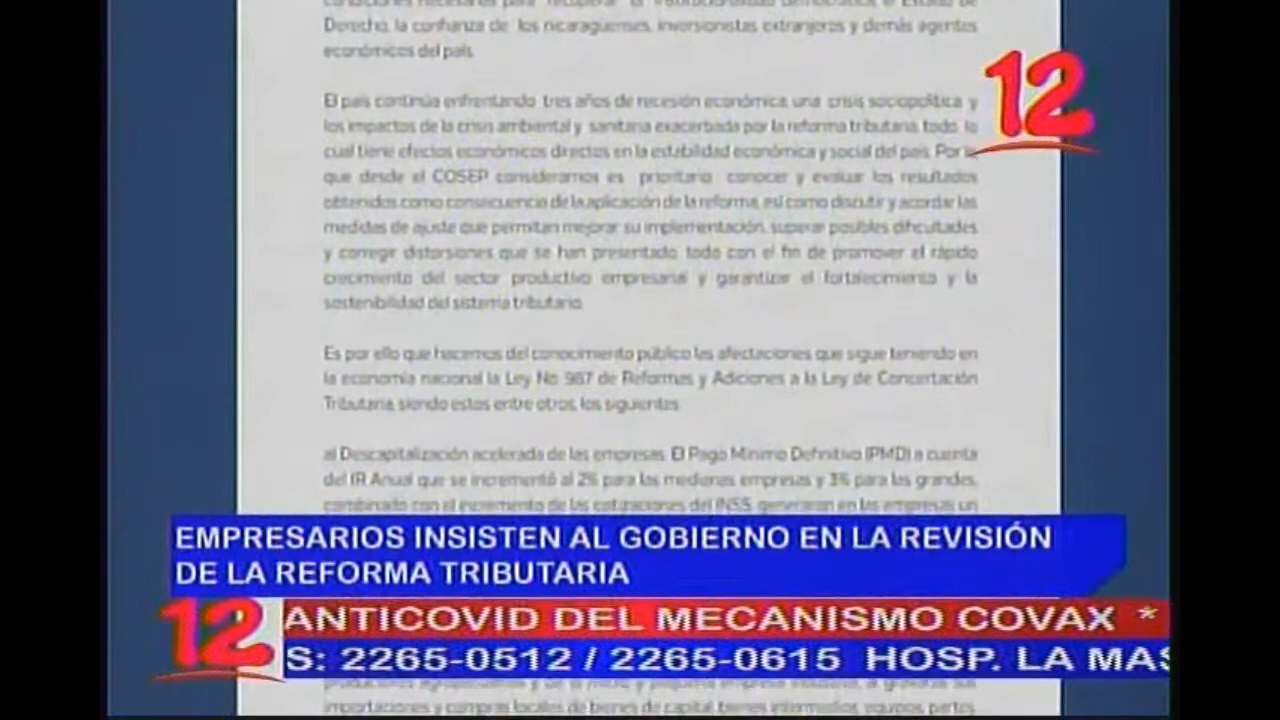 condiciones necesarias para recuperar la institucionalidad democrática, el Estado de
Derecho, la confianza de los nicaragüenses, inversionistas extranjeros y demás agentes
económicos del país.
12
El país continúa enfrentando tres años de recesión económica, una crisis sociopolítica y
los impactos de la crisis ambiental y sanitaria exacerbada por la reforma tributaria, todo lo
cual tiene efectos económicos directos en la estabilidad económica y social del país. Por lo
que desde el COSEP consideramos es prioritario conocer y evaluar los resultados
obtenidos como consecuencia de la aplicación de la reforma, así como discutir y acordar las
medidas de ajuste que permitan mejorar su implementación, superar posibles dificultades
y corregir distorsiones que se han presentado, todo con el fin de promover el rápido
crecimiento del sector productivo empresarial y garantizar el fortalecimiento y la
sostenibilidad del sistema tributario.
Es por ello que hacemos del conocimiento público las afectaciones que sigue teniendo en
la economía nacional la Ley No. 987 de Reformas y Adiciones a la Ley de Concertación
Tributaria, siendo estos entre otros, los siguientes:
a) Descapitalización acelerada de las empresas. El Pago Mínimo Definitivo (PMD) a cuenta
del IR Anual que se incrementó al 2% para las medianas empresas y 3% para las grandes,
combinado con el incremento de las cotizaciones del INSS, generaron en las empresas un
EMPRESARIOS INSISTEN AL GOBIERNO EN LA REVISIÓN
DE LA REFORMA TRIBUTARIA
12
ANTICOVID DEL MECANISMO COVAX *
S: 2265-0512 / 2265-0615 HOSP. LA MAS
importaciones y compras locales de bienes de capital, bienes intermedios, equipos, partes,